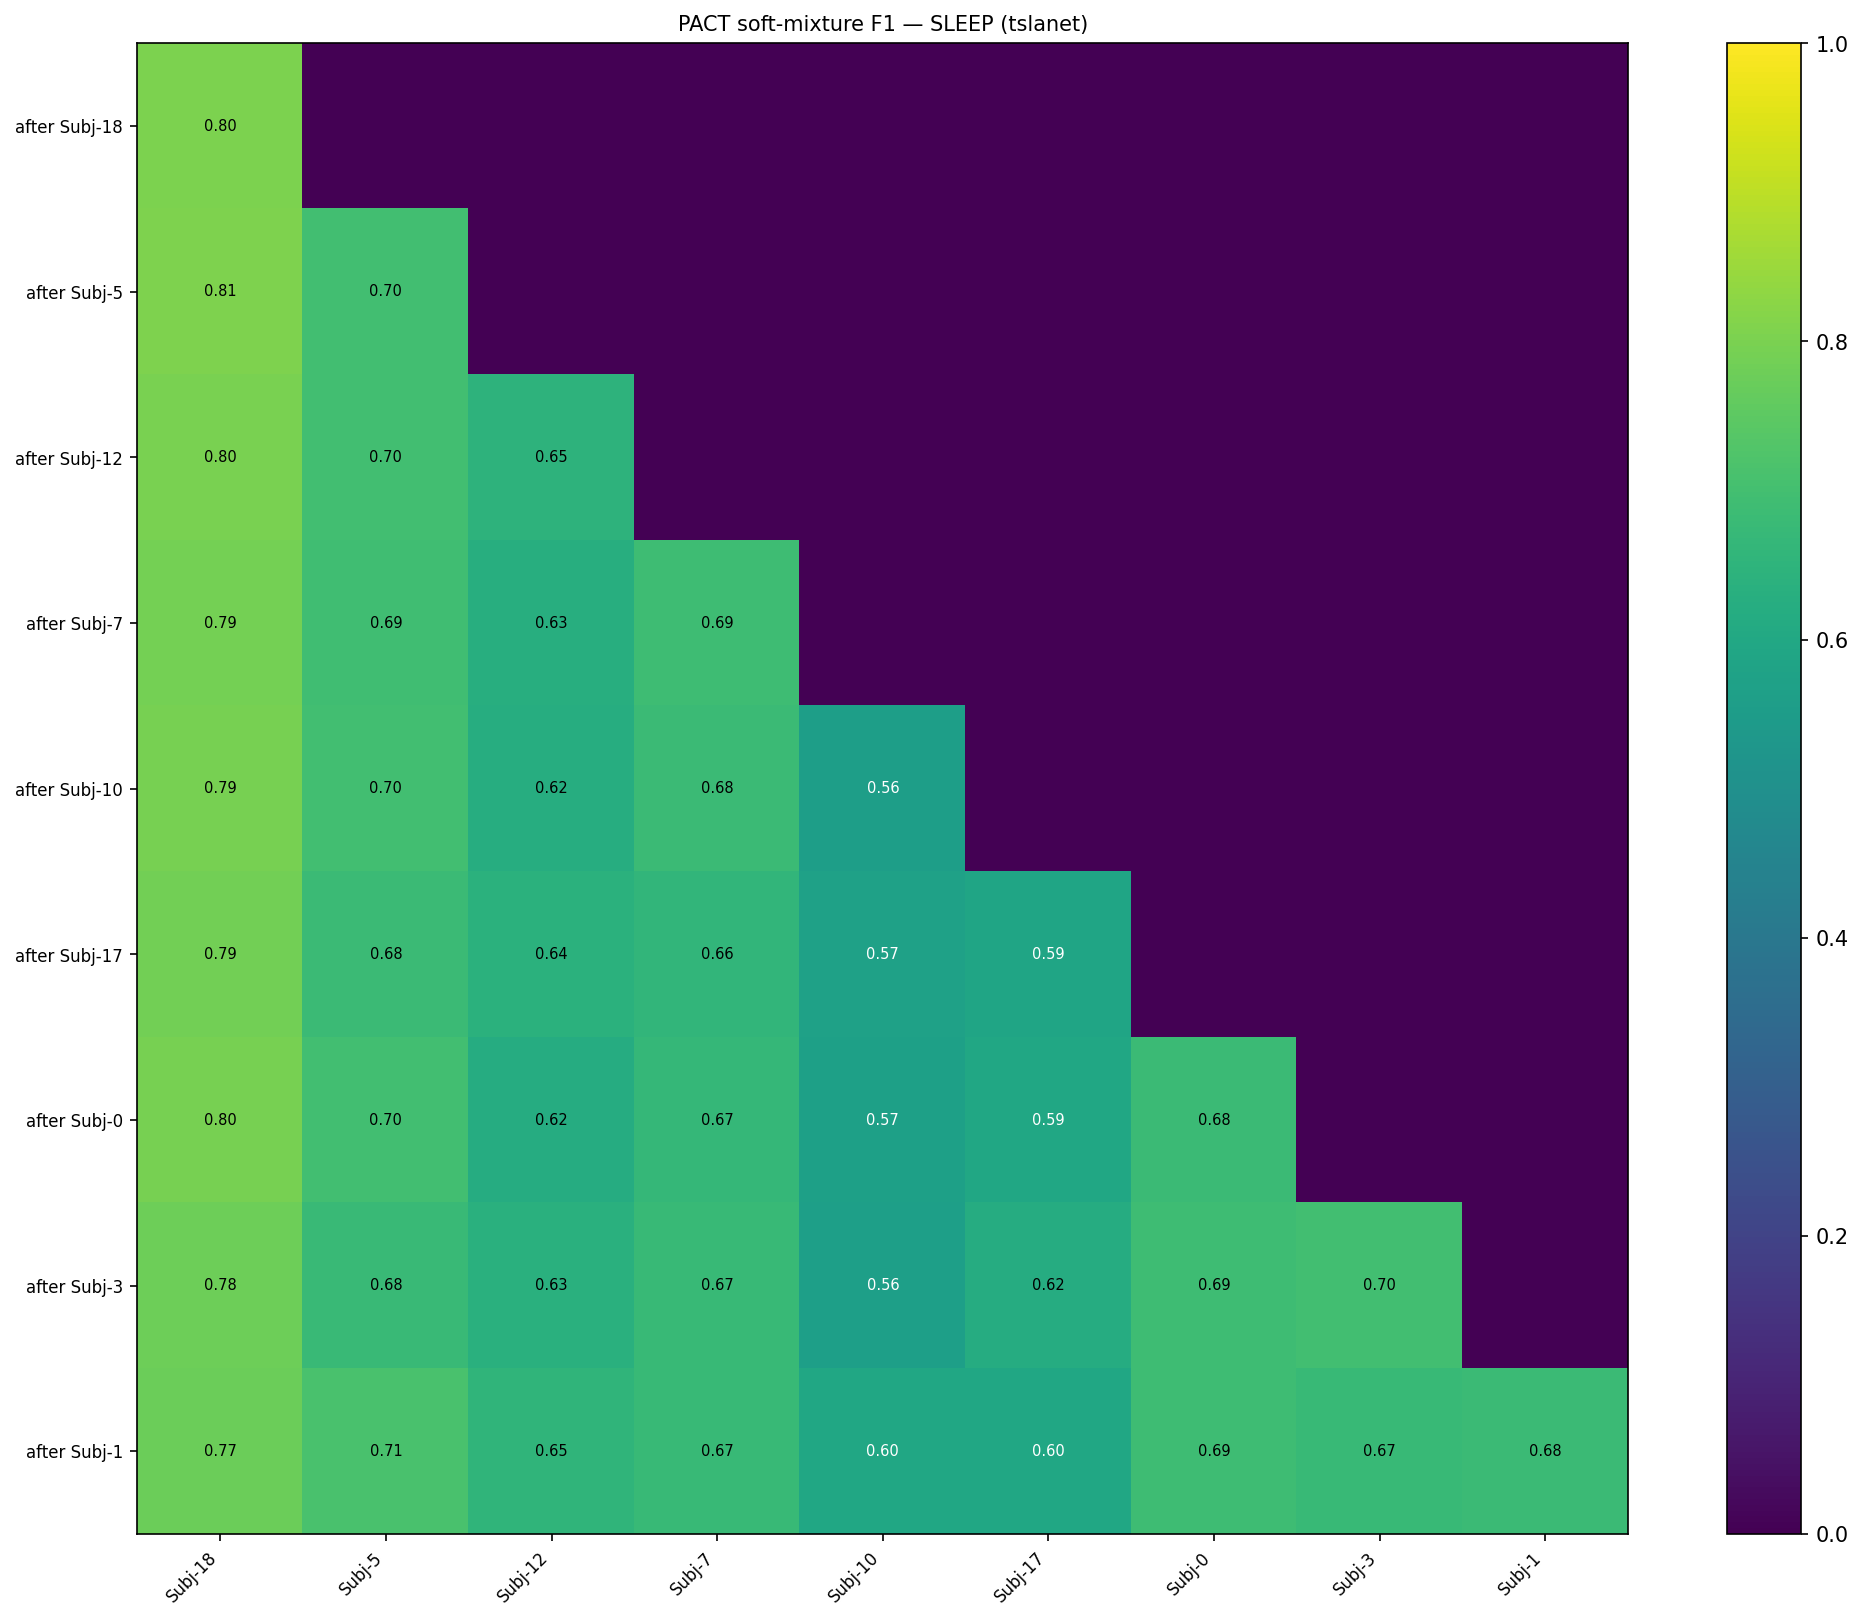 PACT soft-mixture F1 — SLEEP (tslanet)
after Subj-18 0.80
after Subj-5 0.81 0.70
after Subj-12 0.80 0.70 0.65
after Subj-7 0.79 0.69 0.63 0.69
after Subj-10 0.79 0.70 0.62 0.68 0.56
after Subj-17 0.79 0.68 0.64 0.66 0.57 0.59
after Subj-0 0.80 0.70 0.62 0.67 0.57 0.59 0.68
after Subj-3 0.78 0.68 0.63 0.67 0.56 0.62 0.69 0.70
after Subj-1 0.77 0.71 0.65 0.67 0.60 0.60 0.69 0.67 0.68
Subj-18 Subj-5 Subj-12 Subj-7 Subj-10 Subj-17 Subj-0 Subj-3 Subj-1
1.0
0.8
0.6
0.4
0.2
0.0